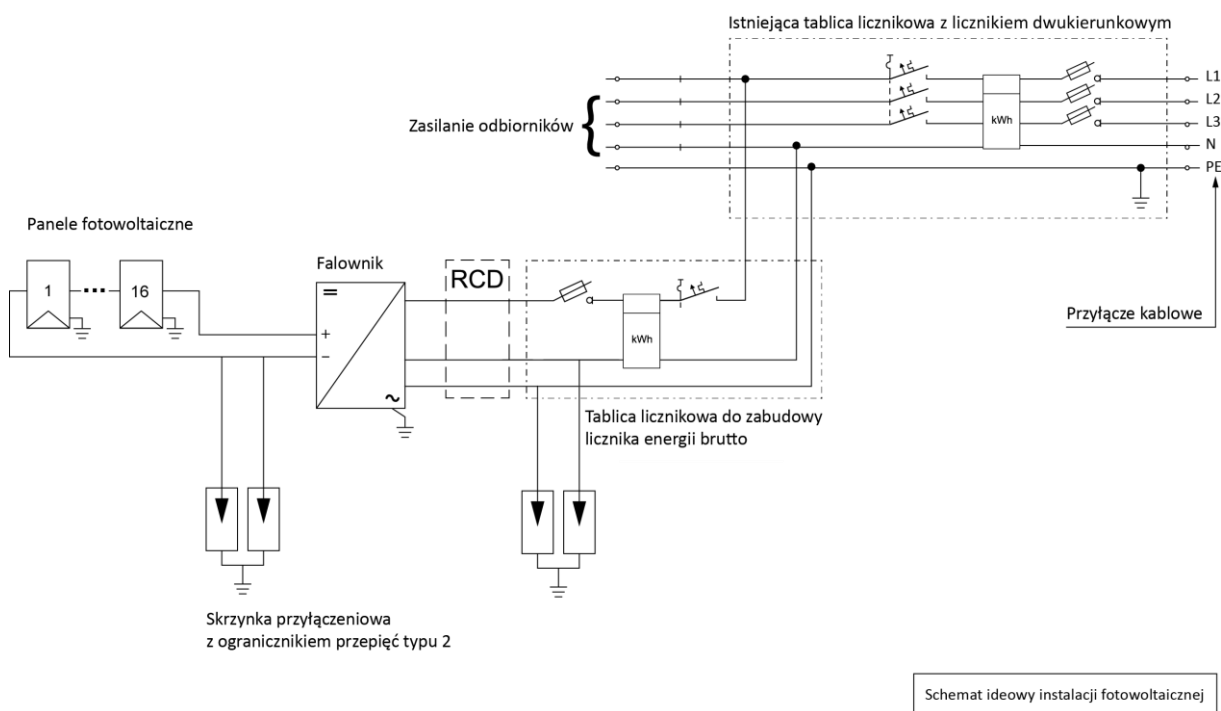 Istniejąca tablica licznikowa z licznikiem dwukierunkowym
L1
L2
Zasilanie odbiorników
kWh
L3
N
PE
Panele fotowoltaiczne
Falownik
RCD
1
16
Przyłącze kablowe
kWh
Tablica licznikowa do zabudowy
licznika energii brutto
Skrzynka przyłączeniowa
z ogranicznikiem przepięć typu 2
Schemat ideowy instalacji fotowoltaicznej